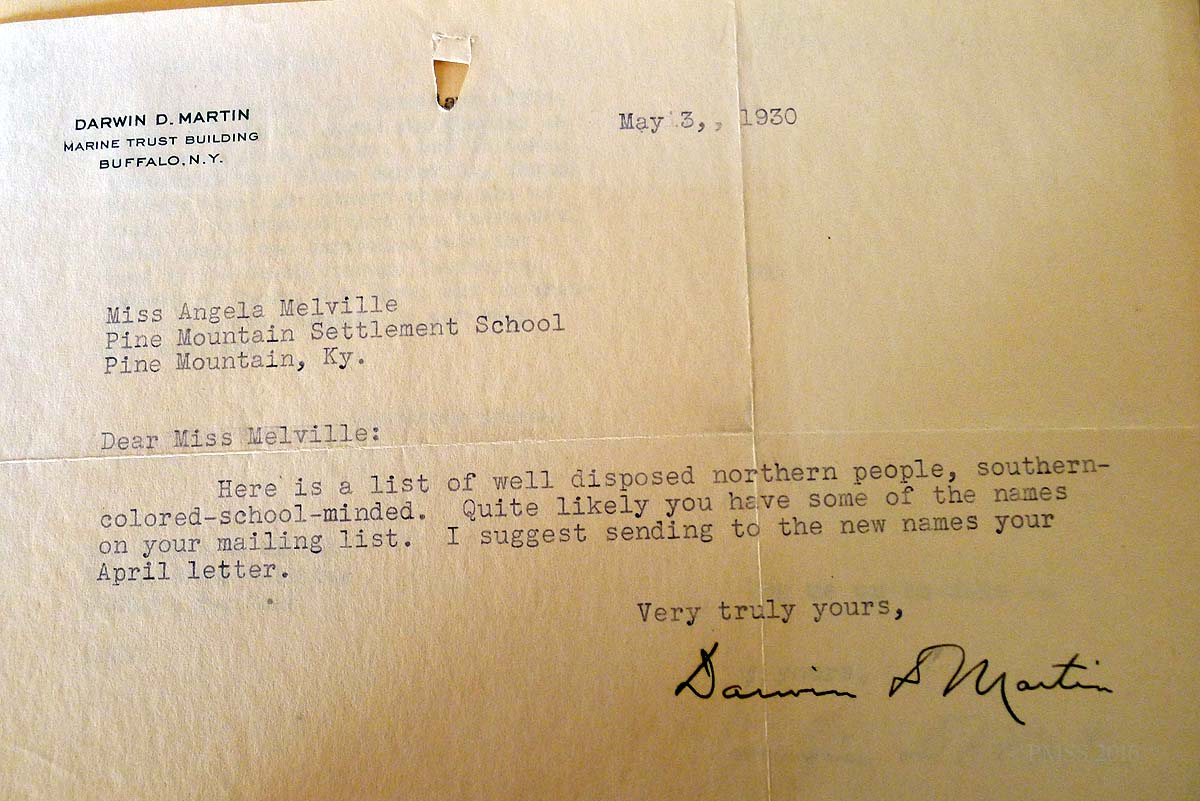 DARWIN D. MARTIN
MARINE TRUST BUILDING
BUFFALO, N.Y.
May 3,, 1930
Miss Angela Melville
Pine Mountain Settlement School
Pine Mountain, Ky.
Dear Miss Melville:
Here is a list of well disposed northern people, southern-
colored-school-minded. Quite likely you have some of the names
on your mailing list. I suggest sending to the new names your
April letter.
Very truly yours,
Darwin D Martin
PMSS 2016